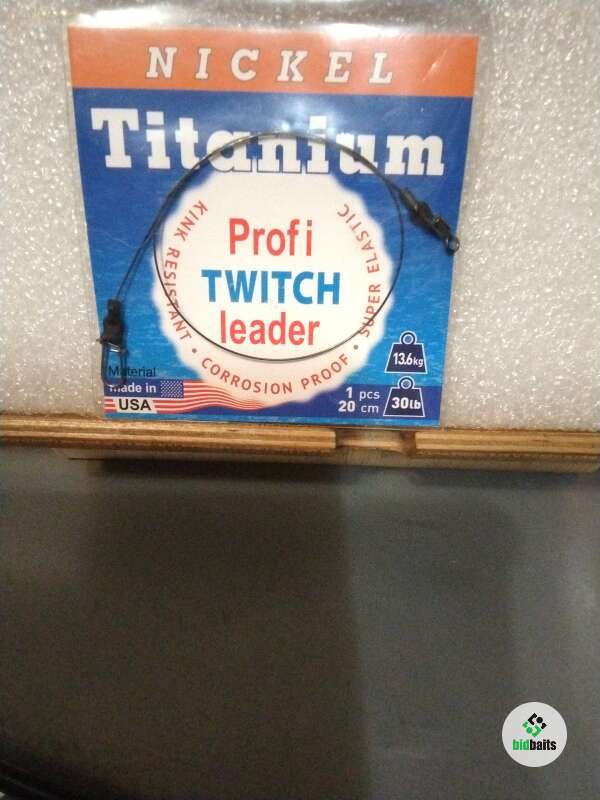 NICKEL
Titanium
KINK RESISTANT • CORROSION PROOF • SUPER ELASTIC
Profi
TWITCH
leader
13.6kg
Material
made in
USA
1 pcs
20 cm
30lb
bidbaits